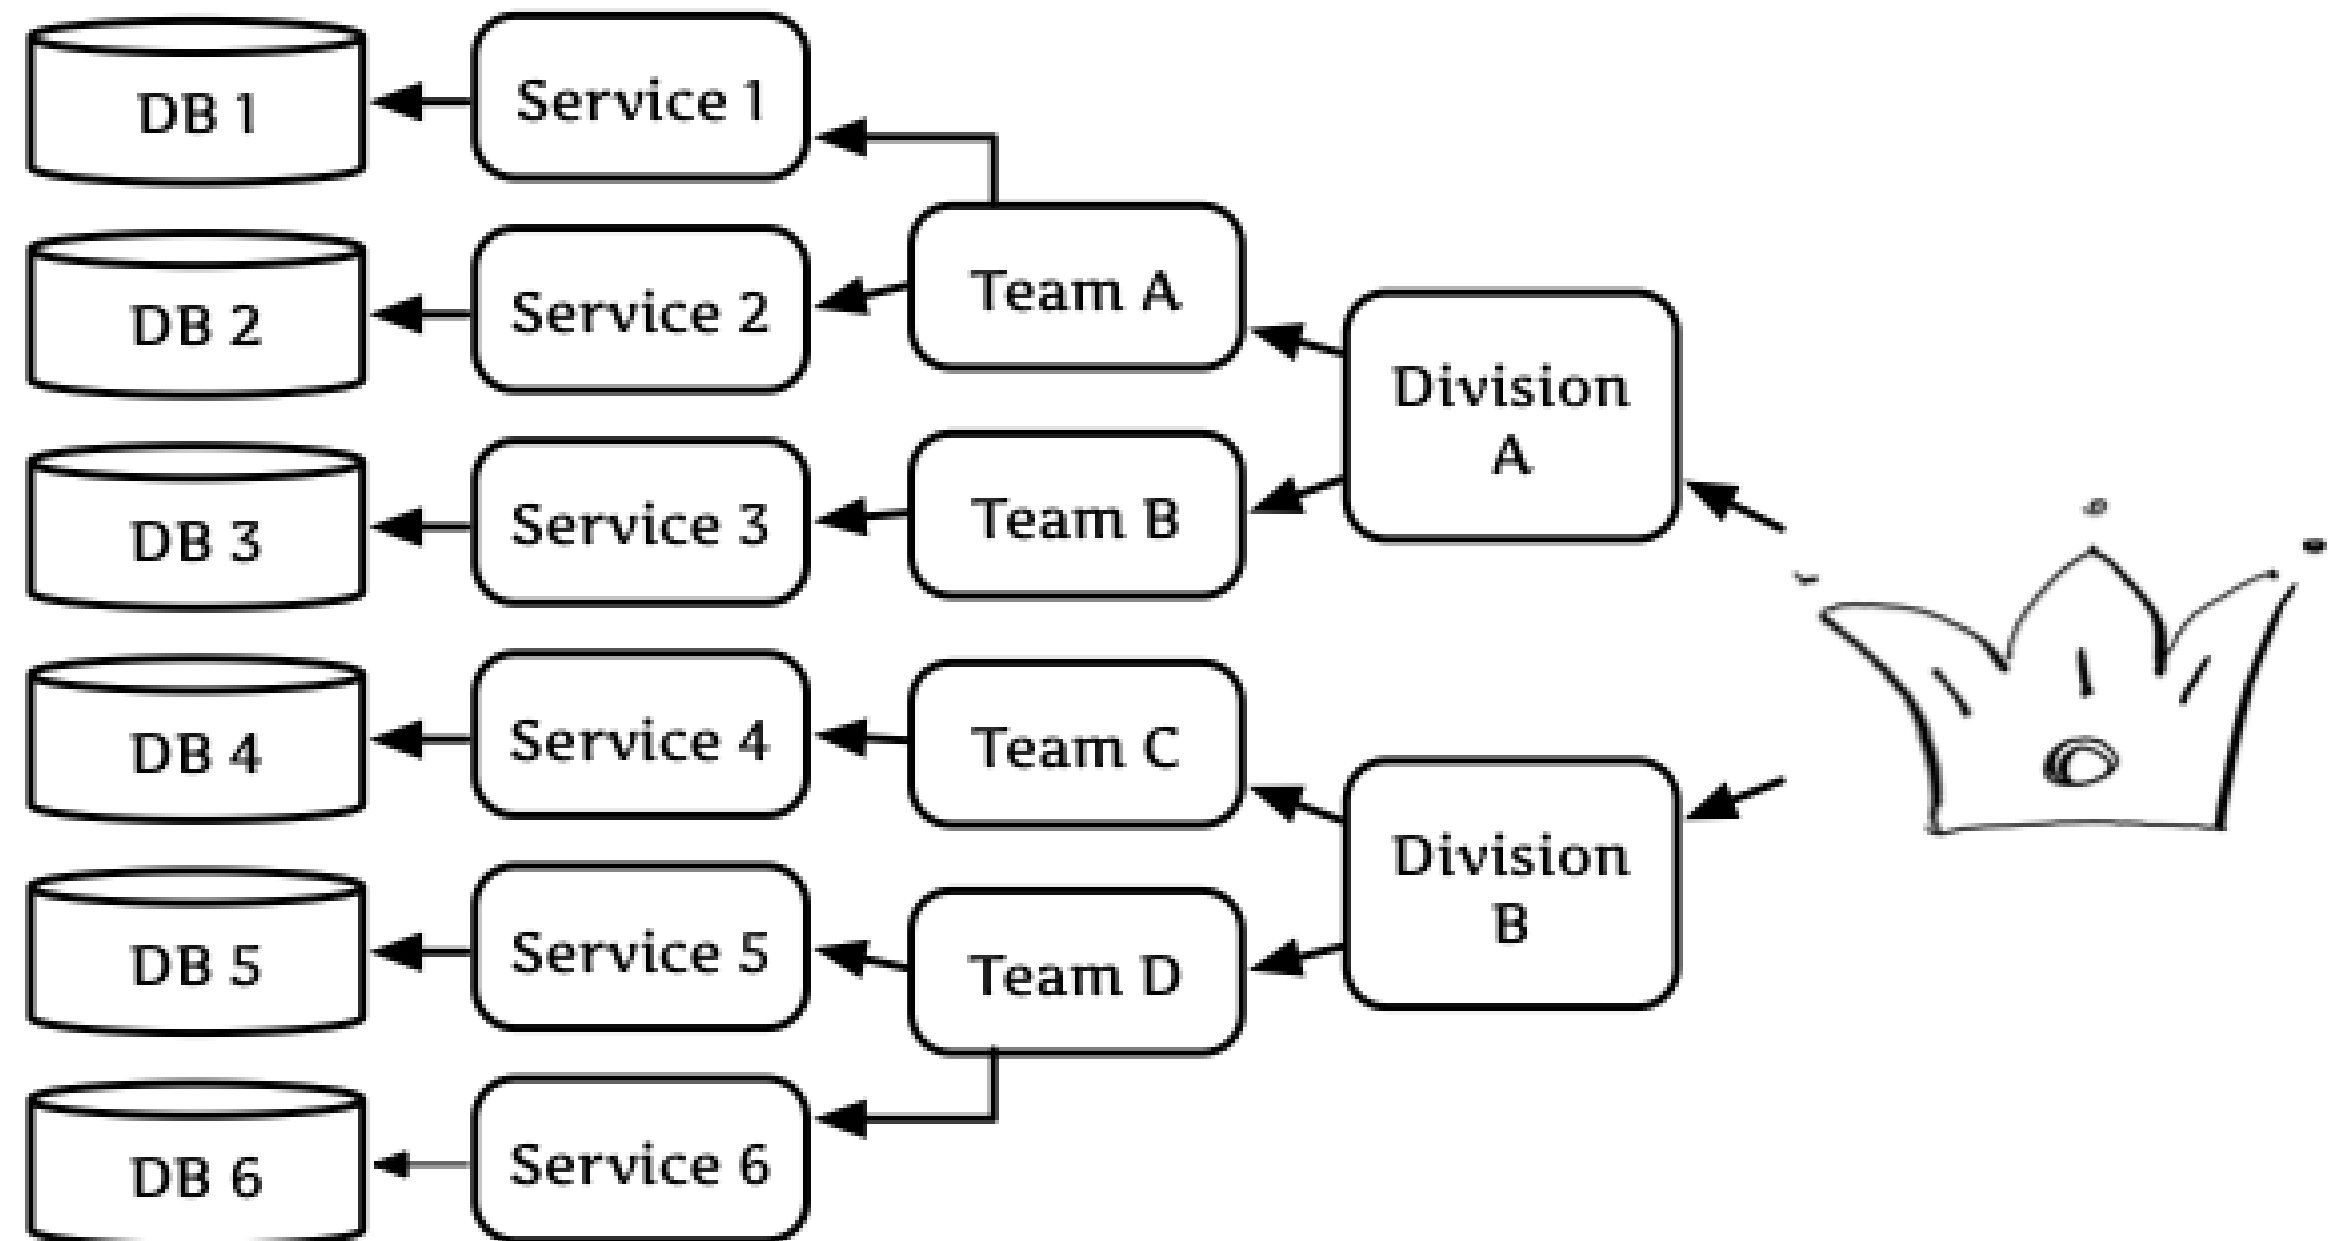 DB 1
Service 1
DB 2
Service 2
Team A
Division
A
DB 3
Service 3
Team B
DB 4
Service 4
Team C
Division
B
DB 5
Service 5
Team D
DB 6
Service 6